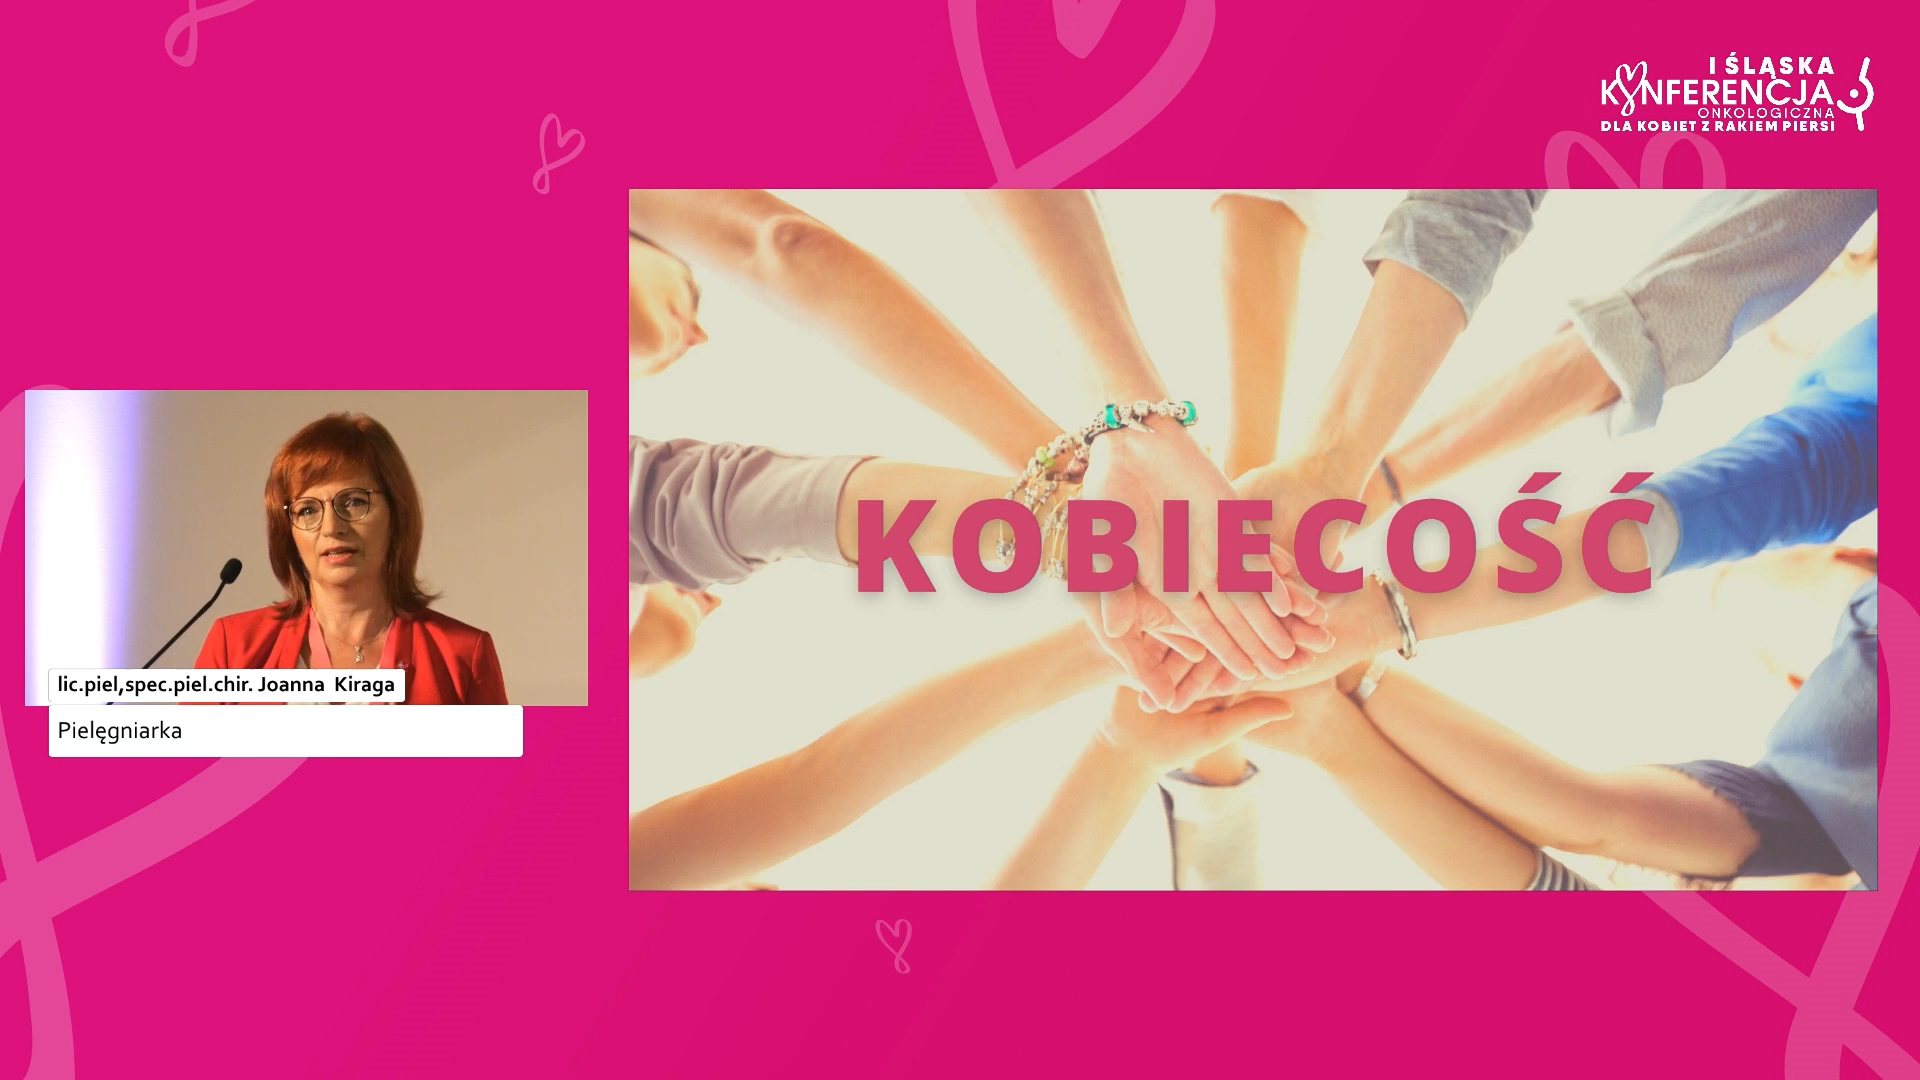 I ŚLĄSKA
KONFERENCJA
ONKOLOGICZNA
DLA KOBIET Z RAKIEM PIERSI
KOBIECOŚĆ
lic.piel,spec.piel.chir. Joanna Kiraga
Pielęgniarka